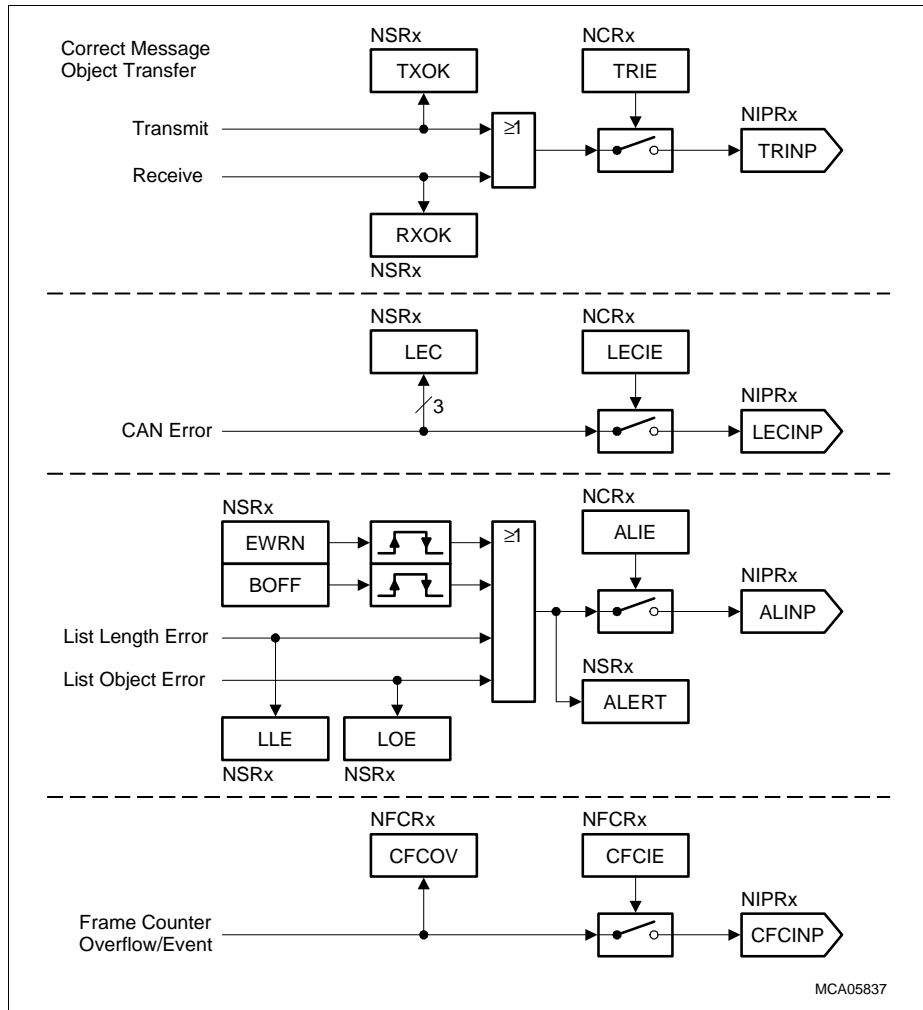 Correct Message
Object Transfer
NSRx
TXOK
NCRx
TRIE
Transmit
≥1
NIPRx
TRINP
Receive
RXOK
NSRx
NSRx
LEC
NCRx
LECIE
3
NIPRx
CAN Error
LECINP
NSRx
EWRN
BOFF
≥1
NCRx
ALIE
NIPRx
ALINP
List Length Error
List Object Error
NSRx
ALERT
LLE
NSRx
LOE
NSRx
NFCRx
CFCOV
NFCRx
CFCIE
NIPRx
Frame Counter
Overflow/Event
CFCINP
MCA05837